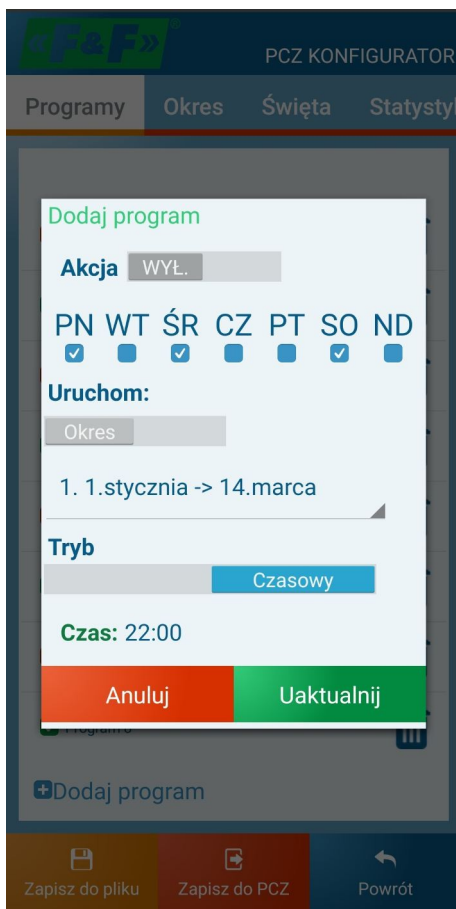 «F&F»®
PCZ KONFIGURATOR
Programy Okres Święta Statysty
Dodaj program
Akcja WYŁ.
PN WT ŚR CZ PT SO ND
Uruchom:
Okres
1. 1.stycznia -> 14.marca
Tryb
Czasowy
Czas: 22:00
Anuluj Uaktualnij
Dodaj program
Zapisz do pliku Zapisz do PCZ Powrót